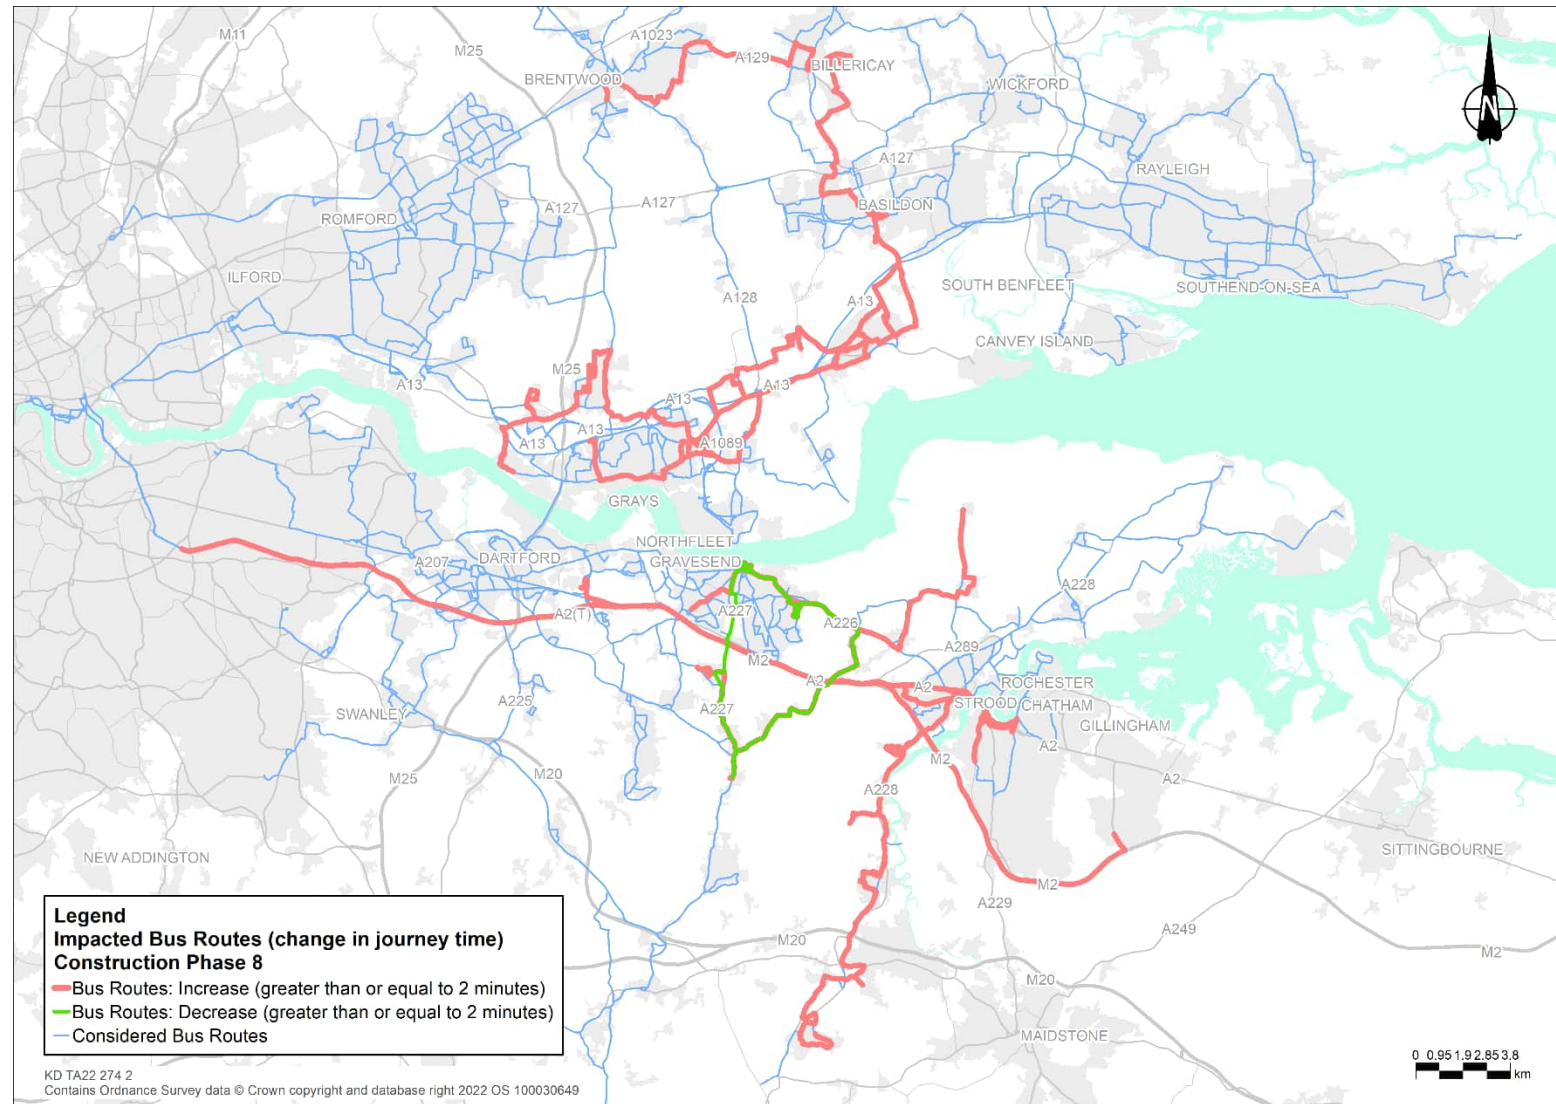 M11
M25
A1023
BRENTWOOD
A129
BILLERICAY
WICKFORD
N
A127
RAYLEIGH
A127
A127
BASILDON
ROMFORD
ILFORD
SOUTH BENFLEET
SOUTHEND-ON-SEA
A128
A13
CANVEY ISLAND
M25
A13
A13
A13
A13
A13
A1089
GRAYS
NORTHFLEET
DARTFORD
A207
GRAVESEND
A228
A2(T)
A227
A226
A289
M2
A2
A2
ROCHESTER
STROOD
CHATHAM
GILLINGHAM
A225
A227
SWANLEY
A2
M2
A2
M25
M20
A228
NEW ADDINGTON
SITTINGBOURNE
M2
A229
A249
M20
M2
M20
MAIDSTONE
Legend
Impacted Bus Routes (change in journey time)
Construction Phase 8
Bus Routes: Increase (greater than or equal to 2 minutes)
Bus Routes: Decrease (greater than or equal to 2 minutes)
Considered Bus Routes
0 0.95 1.9 2.85 3.8
km
KD TA22 274 2
Contains Ordnance Survey data © Crown copyright and database right 2022 OS 100030649